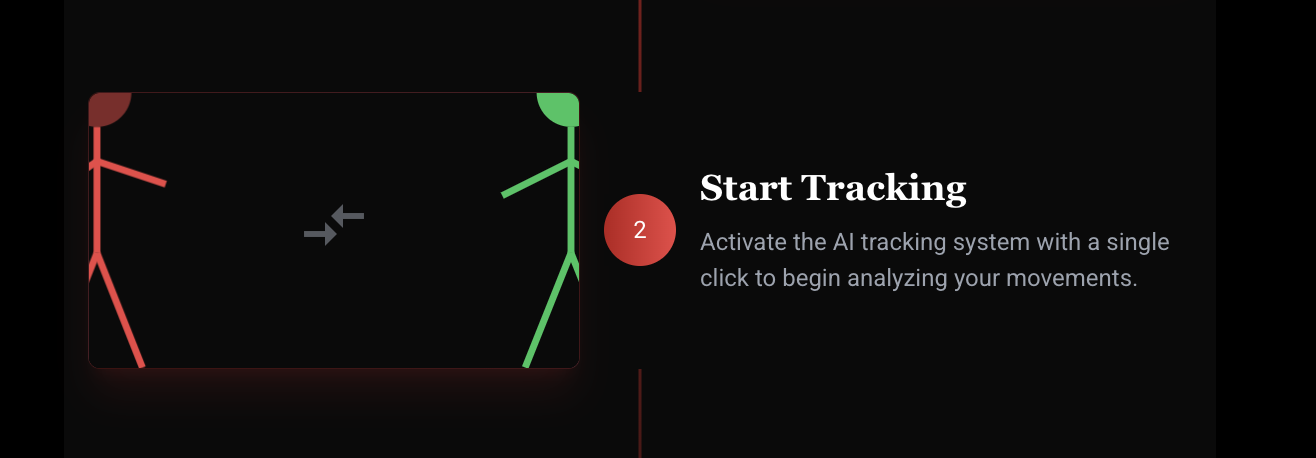 2
Start Tracking
Activate the AI tracking system with a single
click to begin analyzing your movements.